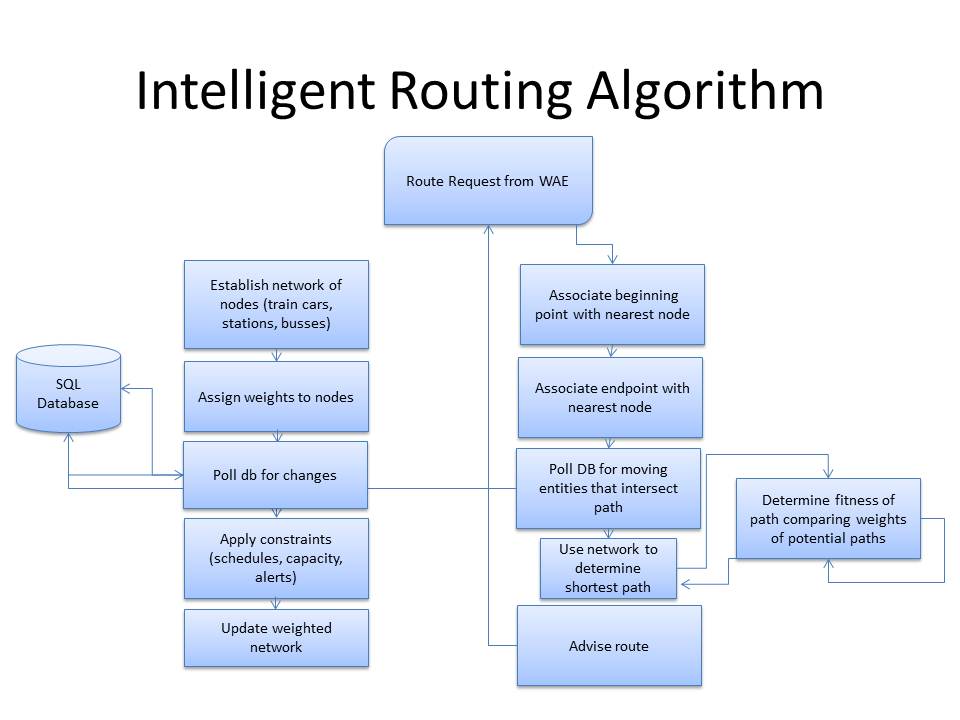 Intelligent Routing Algorithm
Route Request from WAE
Establish network of
nodes (train cars,
stations, busses)
Assign weights to nodes
SQL
Database
Poll db for changes
Apply constraints
(schedules, capacity,
alerts)
Update weighted
network
Associate beginning
point with nearest node
Associate endpoint with
nearest node
Poll DB for moving
entities that intersect
path
Use network to
determine
shortest path
Determine fitness of
path comparing weights
of potential paths
Advise route